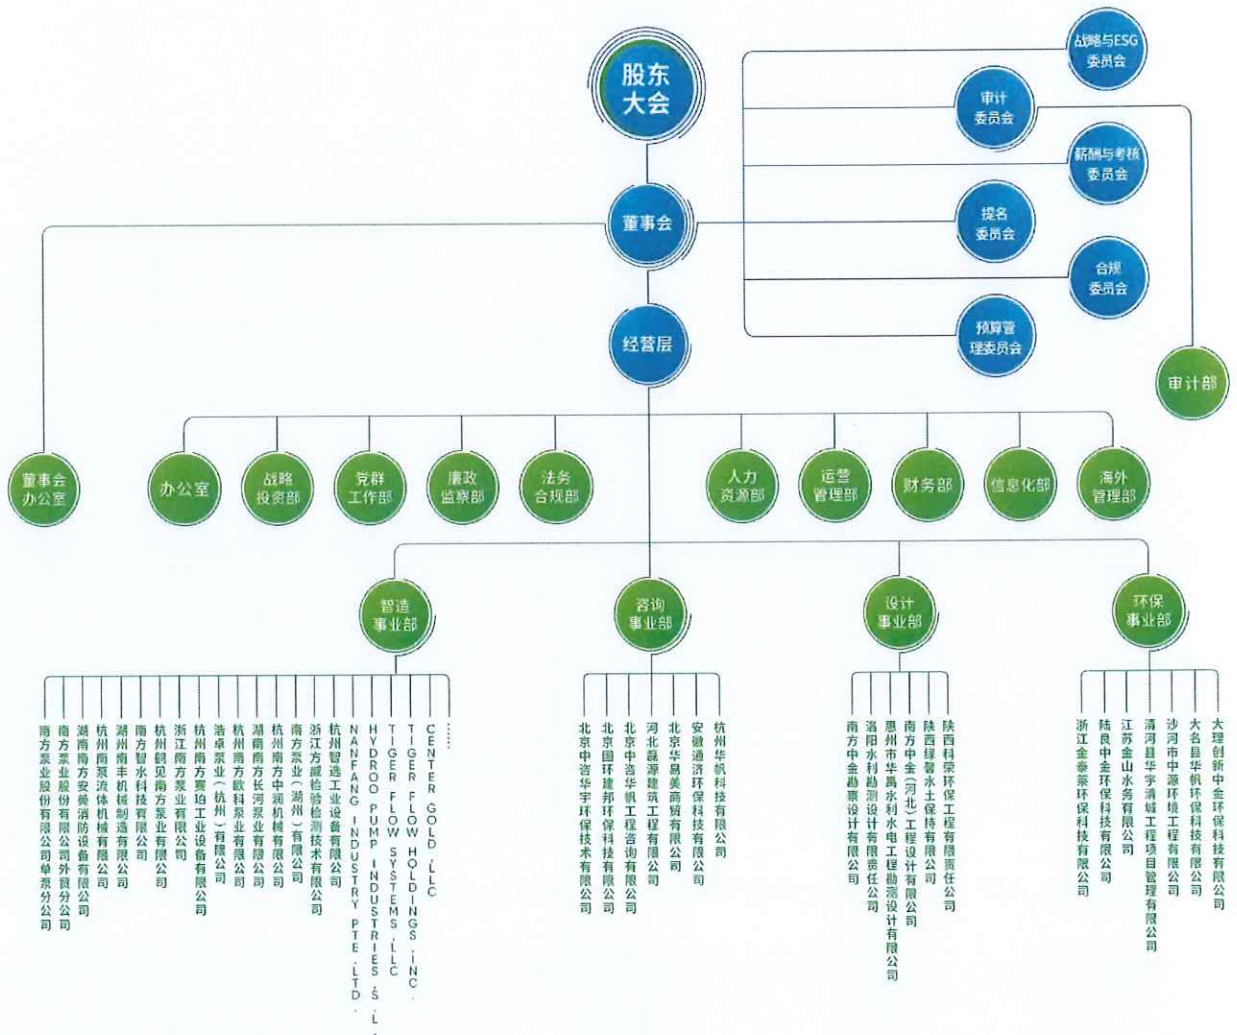 股东
大会
战略与ESG
委员会
审计
委员会
薪酬与考核
委员会
董事会
提名
委员会
合规
委员会
经营层
预算管
理委员会
审计部
董事会
办公室
办公室
战略
投资部
党群
工作部
廉政
监察部
法务
合规部
人力
资源部
运营
管理部
财务部
信息化部
海外
管理部
智造
事业部
咨询
事业部
设计
事业部
环保
事业部
南方泵业股份有限公司单泵分公司
南方泵业股份有限公司外贸分公司
湖南南方安美消防设备有限公司
杭州南泵流体机械有限公司
湖州南丰机械制造有限公司
南方智水科技有限公司
杭州鹤见南方泵业有限公司
浙江南方泵业有限公司
杭州南方赛珀工业设备有限公司
浩卓泵业（杭州）有限公司
杭州南方欧科泵业有限公司
湖南南方长河泵业有限公司
杭州南方中润机械有限公司
南方泵业（湖州）有限公司
浙江方威检验检测技术有限公司
杭州智选工业设备有限公司
NANFANG INDUSTRY PTE .LTD.
HYDROO PUMP INDUSTRIES,S.L.
TIGER FLOW SYSTEMS,LLC
TIGER FLOW HOLDINGS,INC.
CENTER GOLD ,LLC
......
北京中咨华宇环保技术有限公司
北京国环建邦环保科技有限公司
北京中咨华帆工程咨询有限公司
河北磊源建筑工程有限公司
北京华易美商贸有限公司
安徽通济环保科技有限公司
杭州华帆科技有限公司
南方中金勘察设计有限公司
洛阳水利勘测设计有限责任公司
惠州市华禹水利水电工程勘测设计有限公司
南方中金（河北）工程设计有限公司
陕西绿馨水土保持有限公司
陕西科荣环保工程有限责任公司
浙江金泰莱环保科技有限公司
陆良中金环保科技有限公司
江苏金山水务有限公司
清河县华宇清城工程项目管理有限公司
沙河市中源环境工程有限公司
大名县华帆环保科技有限公司
大理创新中金环保科技有限公司